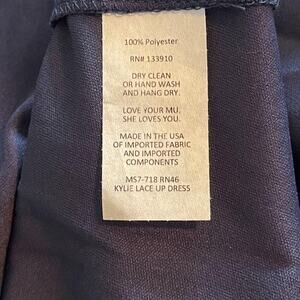 100% Polyester
RN# 133910
DRY CLEAN
OR HAND WASH
AND HANG DRY.
LOVE YOUR MU.
SHE LOVES YOU.
MADE IN THE USA
OF IMPORTED FABRIC
AND IMPORTED
COMPONENTS
MS7-718 RN46
KYLIE LACE UP DRESS